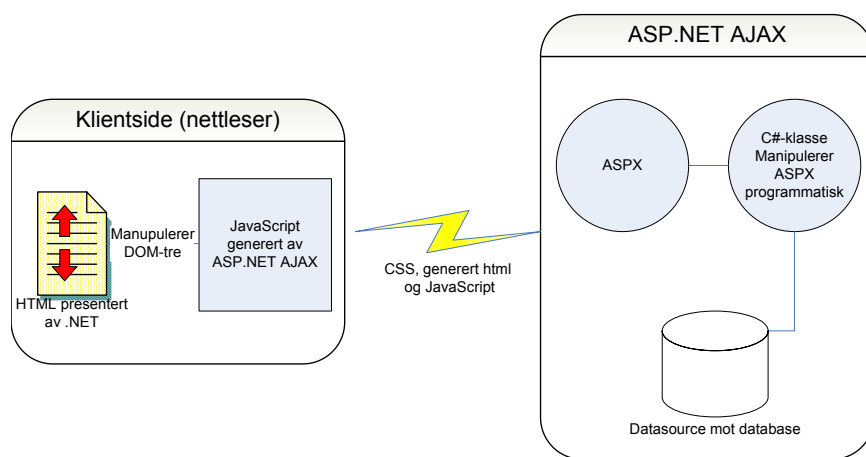 Klientside (nettleser)
Manupulerer
DOM-tre
JavaScript
generert av
ASP.NET AJAX
HTML presentert
av .NET
CSS, generert html
og JavaScript
ASP.NET AJAX
ASPX
C#-klasse
Manipulerer
ASPX
programmatisk
Datasource mot database